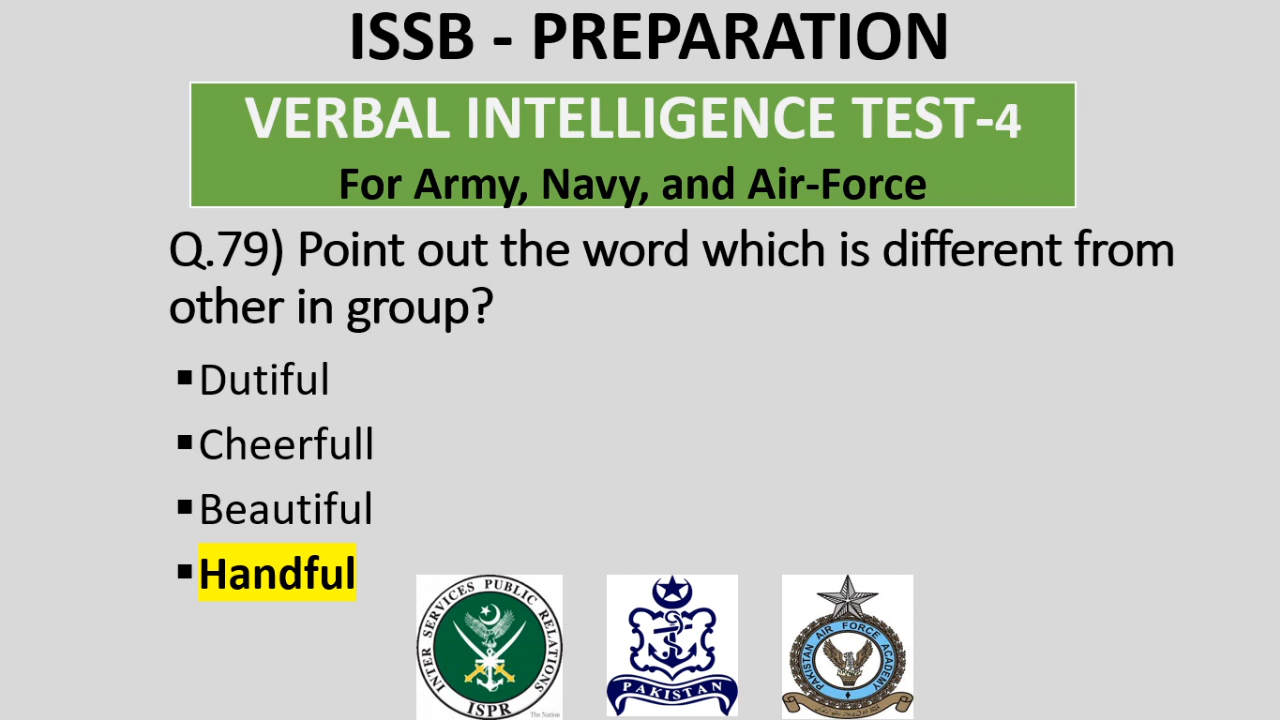 ISSB - PREPARATION
VERBAL INTELLIGENCE TEST-4
For Army, Navy, and Air-Force
Q.79) Point out the word which is different from
other in group?
▪Dutiful
▪Cheerfull
▪Beautiful
▪Handful
INTER SERVICES PUBLIC RELATIONS
ISPR
The Nation
PAKISTAN
PAKISTAN AIR FORCE ACADEMY